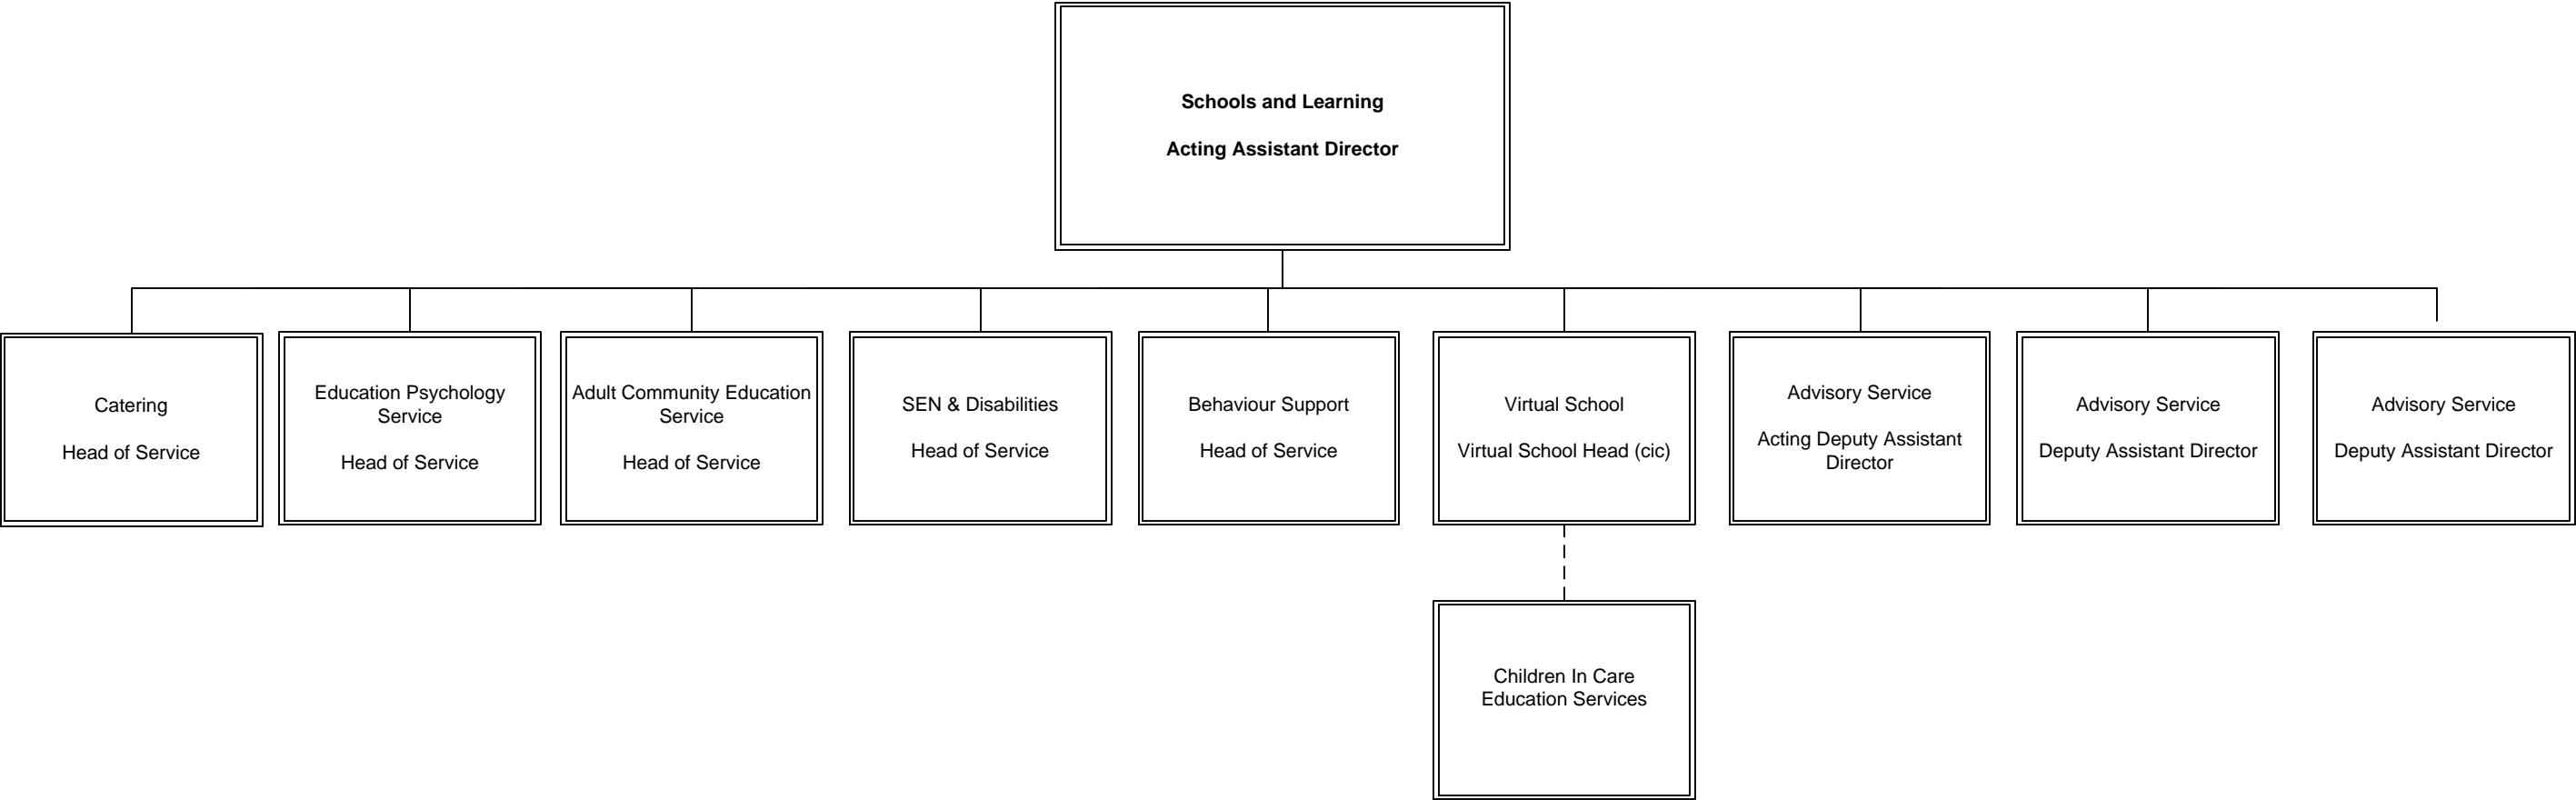 Schools and Learning
Acting Assistant Director
Catering
Head of Service
Education Psychology
Service
Head of Service
Adult Community Education
Service
Head of Service
SEN & Disabilities
Head of Service
Behaviour Support
Head of Service
Virtual School
Virtual School Head (cic)
Advisory Service
Acting Deputy Assistant
Director
Advisory Service
Deputy Assistant Director
Advisory Service
Deputy Assistant Director
Children In Care
Education Services